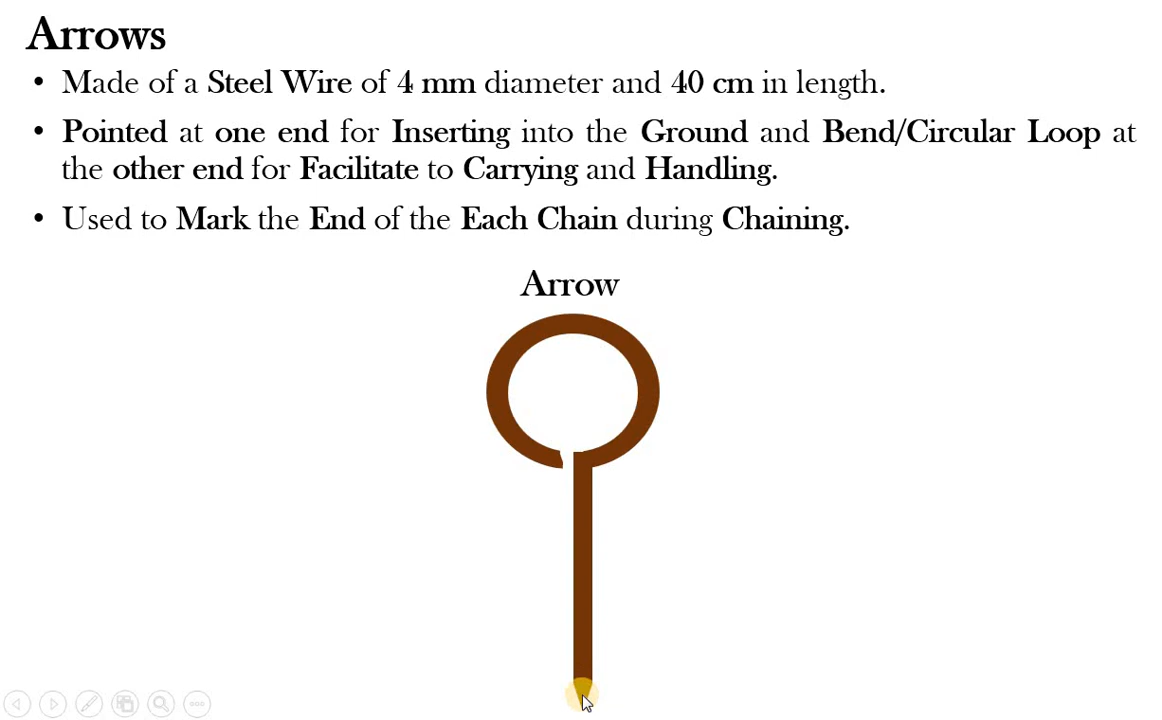 Arrows
• Made of a Steel Wire of 4 mm diameter and 40 cm in length.
• Pointed at one end for Inserting into the Ground and Bend/Circular Loop at
the other end for Facilitate to Carrying and Handling.
• Used to Mark the End of the Each Chain during Chaining.
Arrow